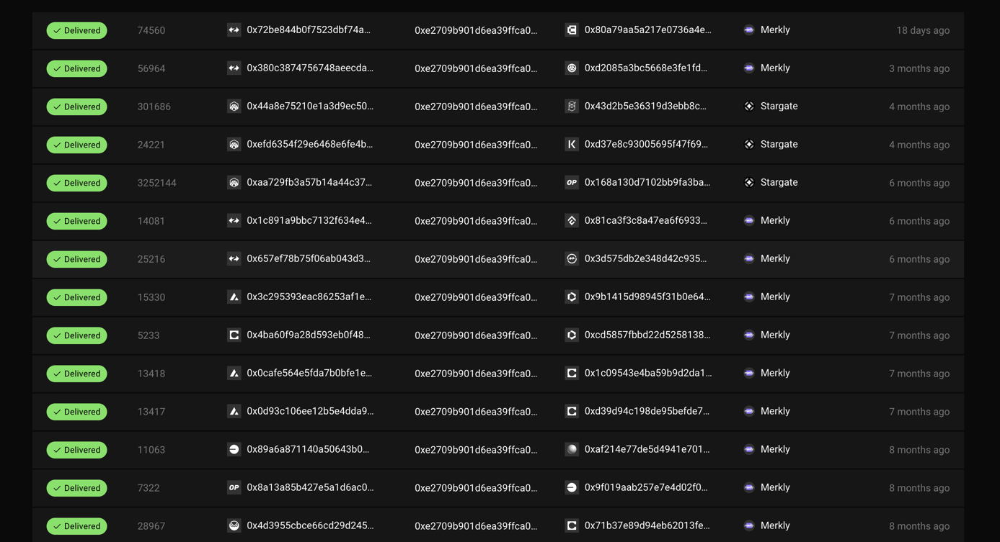 Delivered 74560 0x72be844b0f7523dbf74a... 0xe2709b901d6ea39ffca0... 0x80a79aa5a217e0736a4e... Merkly 18 days ago
Delivered 56964 0x380c3874756748aeecda... 0xe2709b901d6ea39ffca0... 0xd2085a3bc5668e3fe1fd... Merkly 3 months ago
Delivered 301686 0x44a8e75210e1a3d9ec50... 0xe2709b901d6ea39ffca0... 0x43d2b5e36319d3ebb8c... Stargate 4 months ago
Delivered 24221 0xefd6354f29e6468e6fe4b... 0xe2709b901d6ea39ffca0... K 0xd37e8c93005695f47f69... Stargate 4 months ago
Delivered 3252144 0xaa729fb3a57b14a44c37... 0xe2709b901d6ea39ffca0... OP 0x168a130d7102bb9fa3ba... Stargate 6 months ago
Delivered 14081 0x1c891a9bbc7132f634e4... 0xe2709b901d6ea39ffca0... 0x81ca3f3c8a47ea6f6933... Merkly 6 months ago
Delivered 25216 0x657ef78b75f06ab043d3... 0xe2709b901d6ea39ffca0... 0x3d575db2e348d42c935... Merkly 6 months ago
Delivered 15330 0x3c295393eac86253af1e... 0xe2709b901d6ea39ffca0... 0x9b1415d98945f31b0e64... Merkly 7 months ago
Delivered 5233 0x4ba60f9a28d593eb0f48... 0xe2709b901d6ea39ffca0... 0xcd5857fbbd22d5258138... Merkly 7 months ago
Delivered 13418 0x0cafe564e5fda7b0bfe1e... 0xe2709b901d6ea39ffca0... 0x1c09543e4ba59b9d2da1... Merkly 7 months ago
Delivered 13417 0x0d93c106ee12b5e4dda9... 0xe2709b901d6ea39ffca0... 0xd39d94c198de95befde7... Merkly 7 months ago
Delivered 11063 0x89a6a871140a50643b0... 0xe2709b901d6ea39ffca0... 0xaf214e77de5d4941e701... Merkly 8 months ago
Delivered 7322 OP 0x8a13a85b427e5a1d6ac0... 0xe2709b901d6ea39ffca0... 0x9f019aab257e7e4d02f0... Merkly 8 months ago
Delivered 28967 0x4d3955cbce66cd29d245... 0xe2709b901d6ea39ffca0... 0x71b37e89d94eb62013fe... Merkly 8 months ago